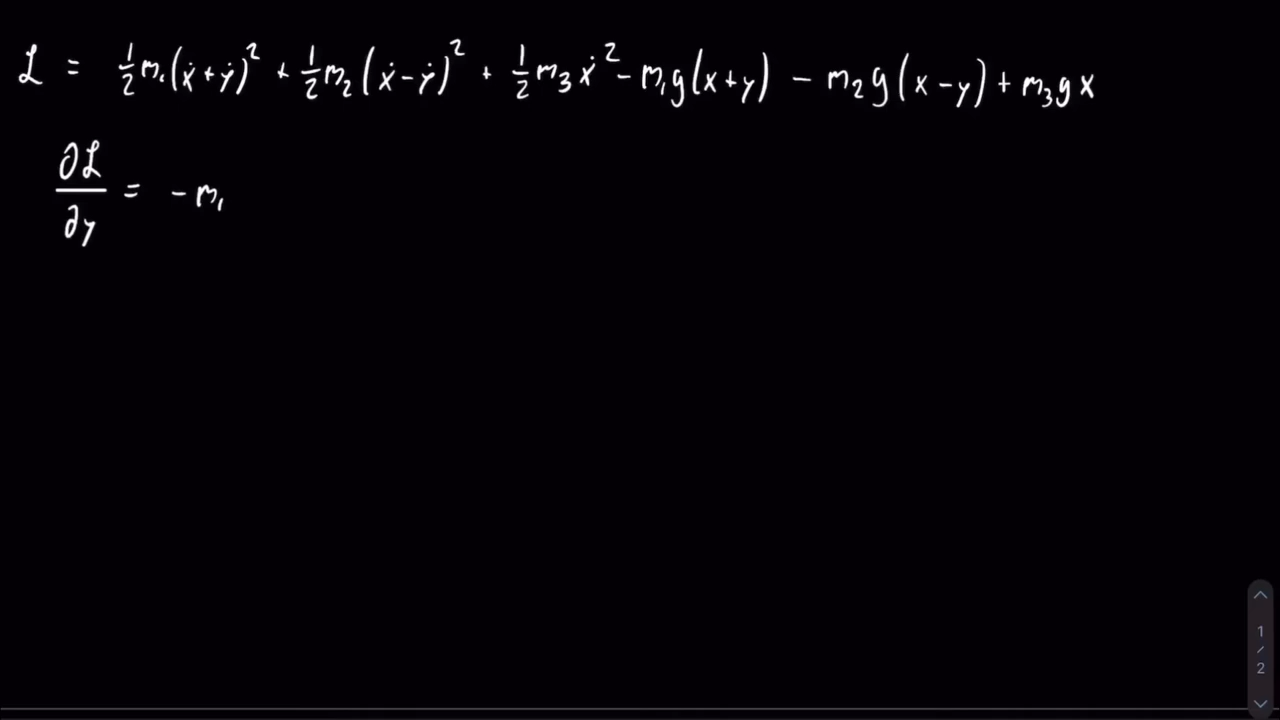 ℒ = ½m₁(ẋ+ẏ)² + ½m₂(ẋ−ẏ)² + ½m₃ẋ² − m₁g(x+y) − m₂g(x−y) + m₃gx
∂ℒ/∂y = −m₁
1
/
2